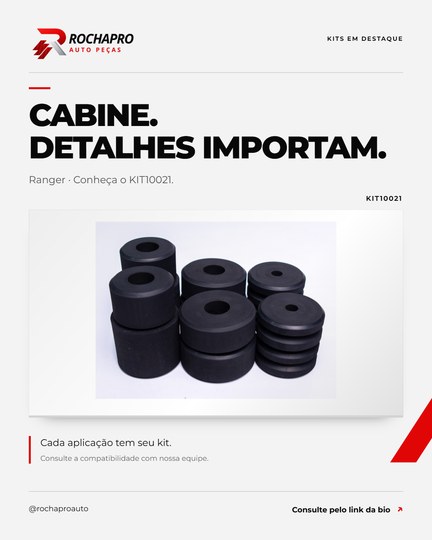 ROCHAPRO
AUTO PEÇAS
KITS EM DESTAQUE
CABINE.
DETALHES IMPORTAM.
Ranger · Conheça o KIT10021.
KIT10021
Cada aplicação tem seu kit.
Consulte a compatibilidade com nossa equipe.
@rochaproauto
Consulte pelo link da bio